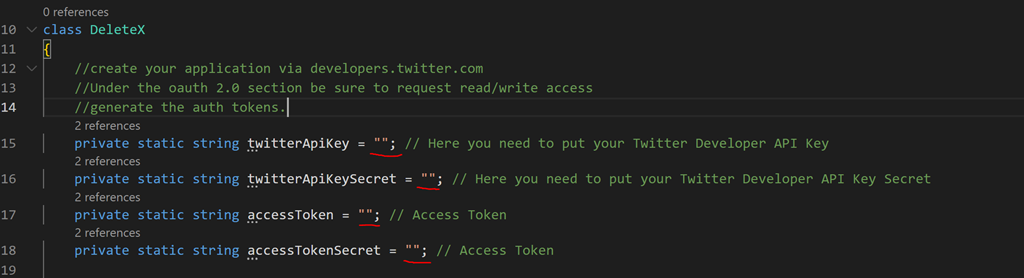 0 references
10 class DeleteX
11 {
12 //create your application via developers.twitter.com
13 //Under the oauth 2.0 section be sure to request read/write access
14 //generate the auth tokens.
2 references
15 private static string twitterApiKey = ""; // Here you need to put your Twitter Developer API Key
2 references
16 private static string twitterApiKeySecret = ""; // Here you need to put your Twitter Developer API Key Secret
2 references
17 private static string accessToken = ""; // Access Token
2 references
18 private static string accessTokenSecret = ""; // Access Token
19